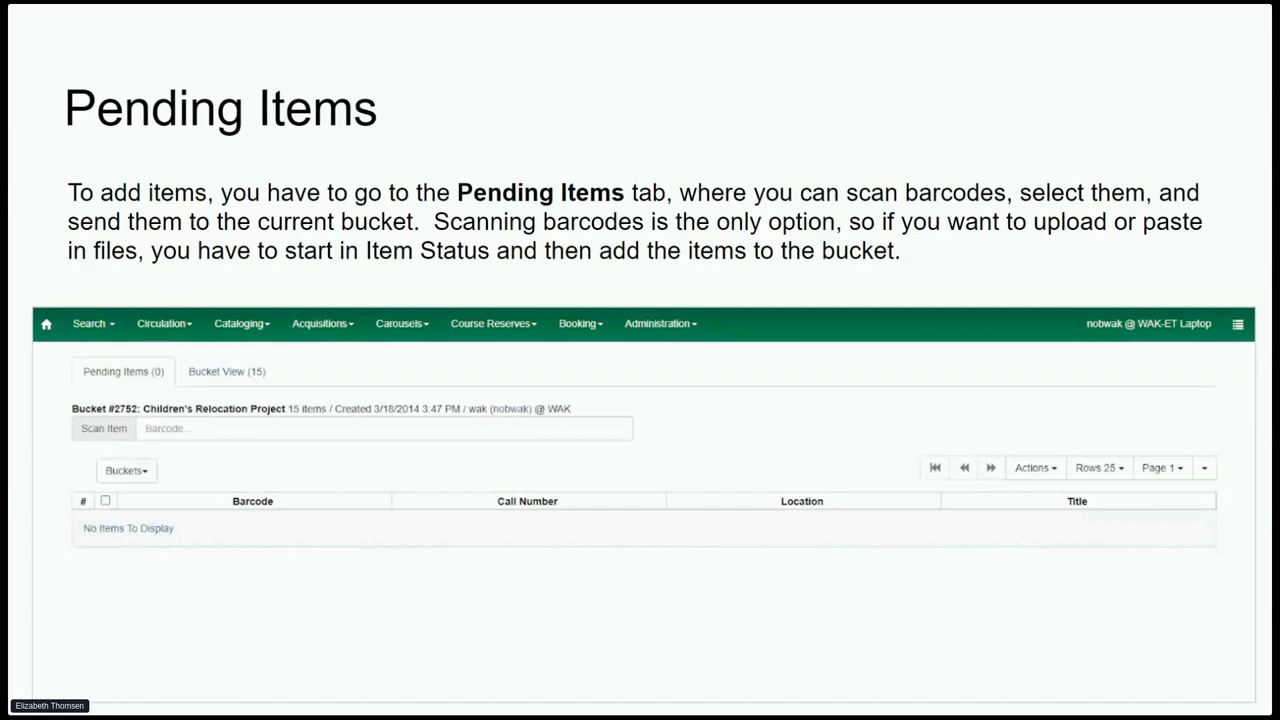 Pending Items
To add items, you have to go to the Pending Items tab, where you can scan barcodes, select them, and
send them to the current bucket.  Scanning barcodes is the only option, so if you want to upload or paste
in files, you have to start in Item Status and then add the items to the bucket.
Search Circulation Cataloging Acquisitions Carousels Course Reserves Booking Administration nobwak @ WAK-ET Laptop
Pending Items (0) Bucket View (15)
Bucket #2752: Children's Relocation Project 15 items / Created 3/18/2014 3:47 PM / wak (nobwak) @ WAK
Scan Item Barcode...
Buckets Actions Rows 25 Page 1
# Barcode Call Number Location Title
No Items To Display
Elizabeth Thomsen